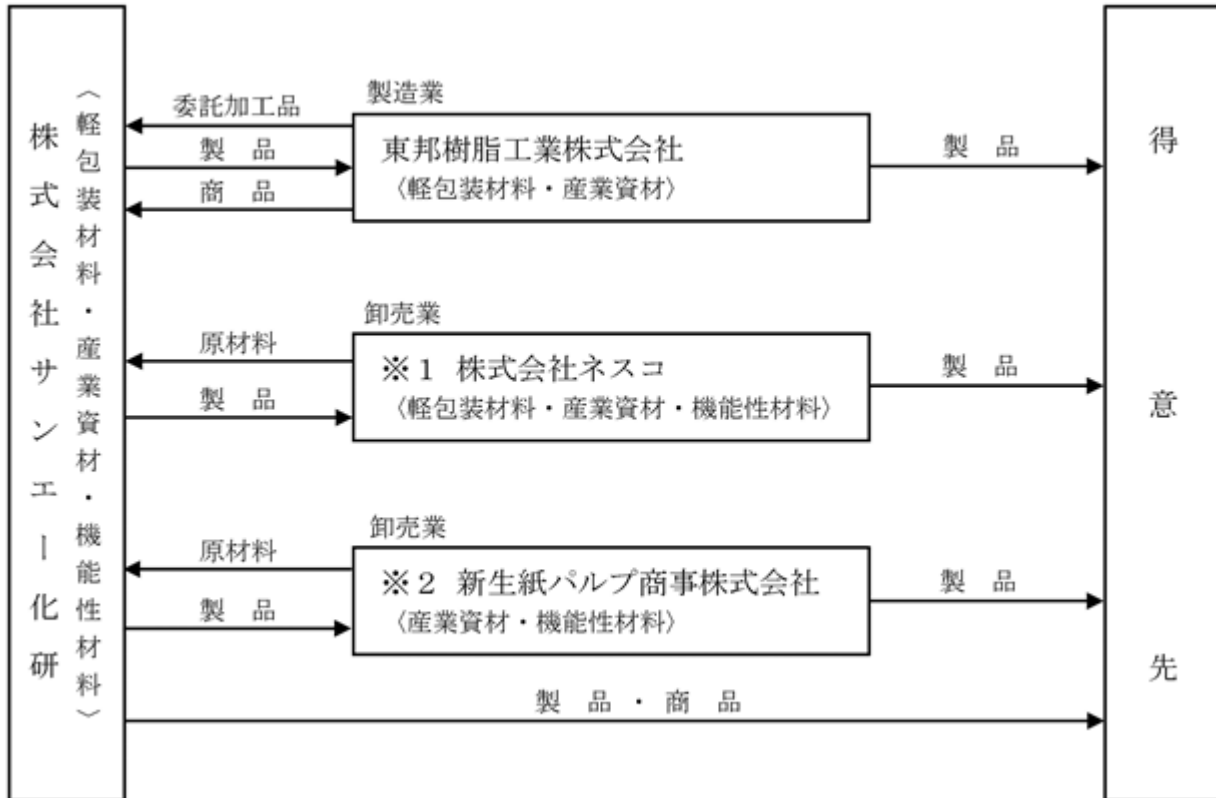 株式会社サンエー化研
〈軽包装材料・産業資材・機能性材料〉
委託加工品
製品
商品
製造業
東邦樹脂工業株式会社
〈軽包装材料・産業資材〉
製品
原材料
製品
卸売業
※1 株式会社ネスコ
〈軽包装材料・産業資材・機能性材料〉
製品
原材料
製品
卸売業
※2 新生紙パルプ商事株式会社
〈産業資材・機能性材料〉
製品
製品・商品
得意先